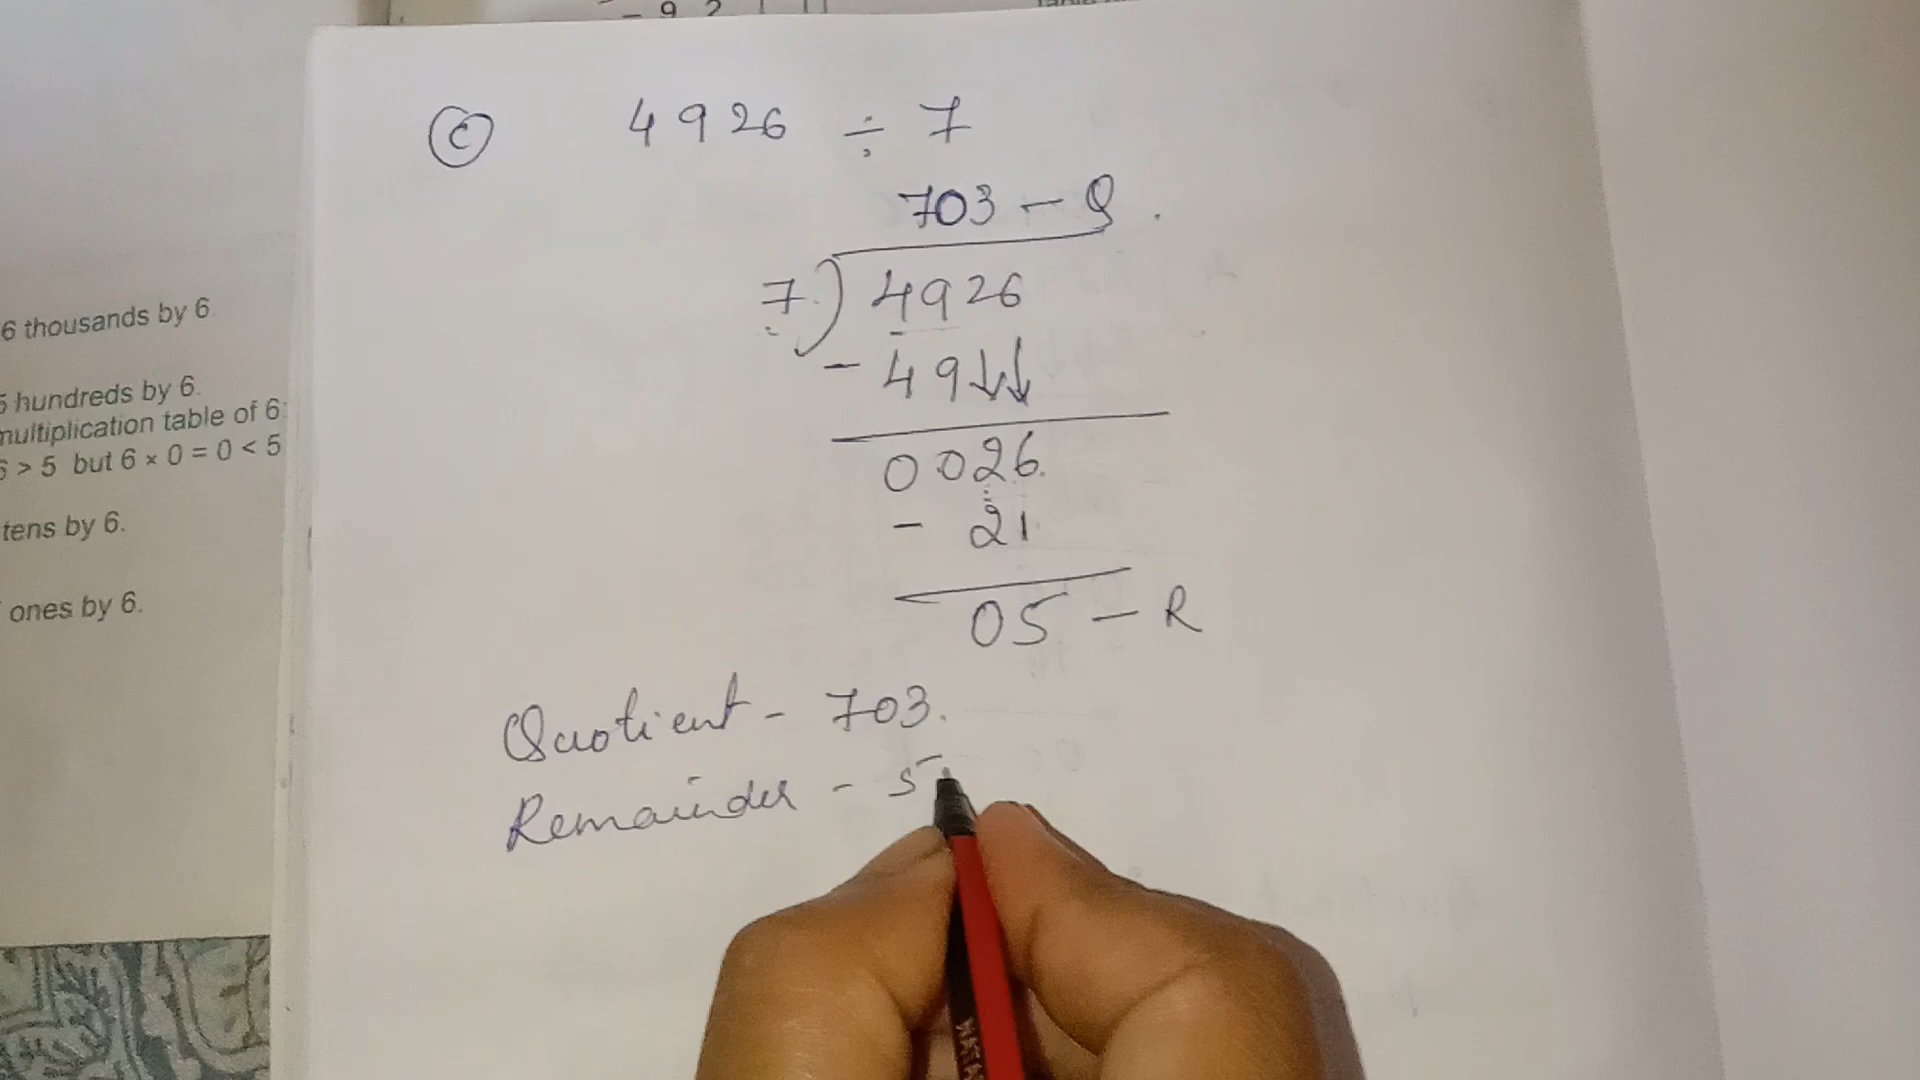 6 thousands by 6
5 hundreds by 6.
multiplication table of 6:
6 > 5 but 6 × 0 = 0 < 5
tens by 6.
ones by 6.
- 9 2
(c) 4926 ÷ 7
703 - Q.
7) 4926
- 49↓↓
0026.
- 21
05 - R
Quotient - 703.
Remainder - 5